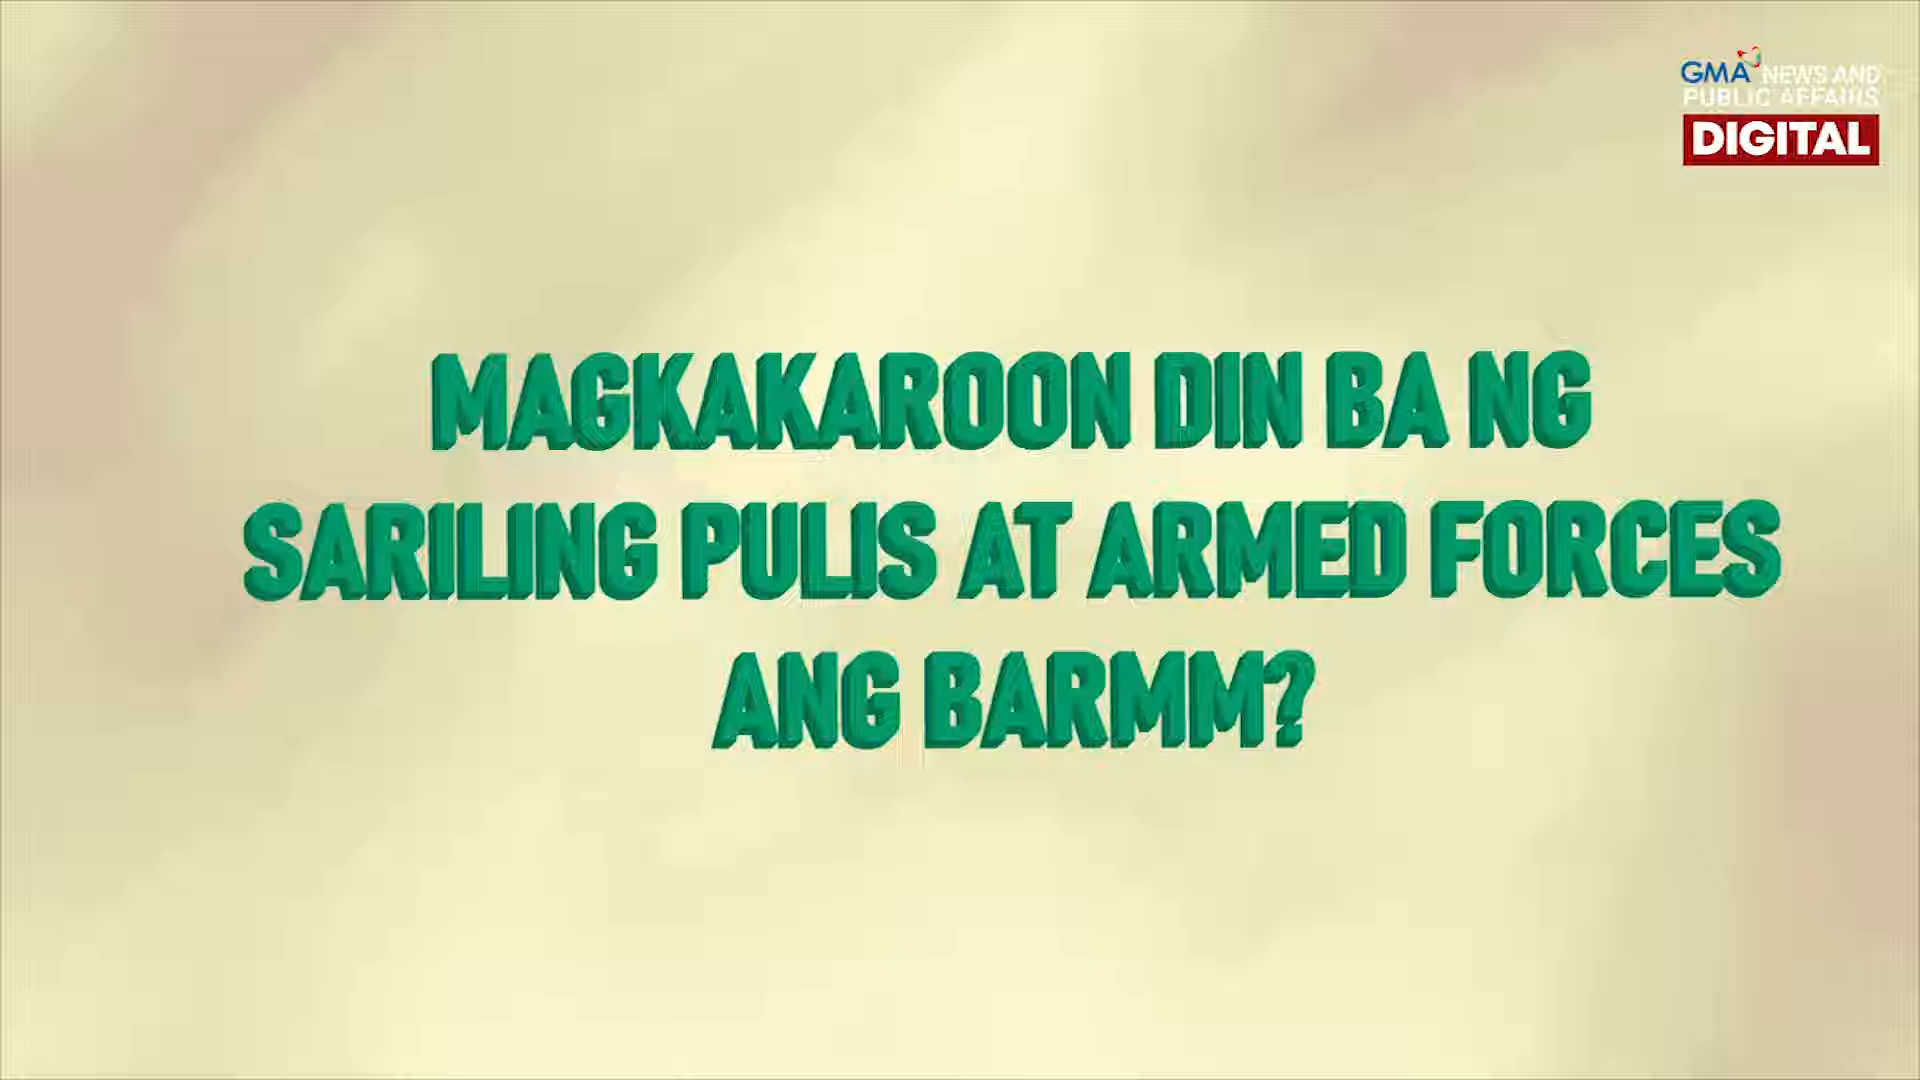 GMA NEWS AND
PUBLIC AFFAIRS
DIGITAL
MAGKAKAROON DIN BA NG
SARILING PULIS AT ARMED FORCES
ANG BARMM?